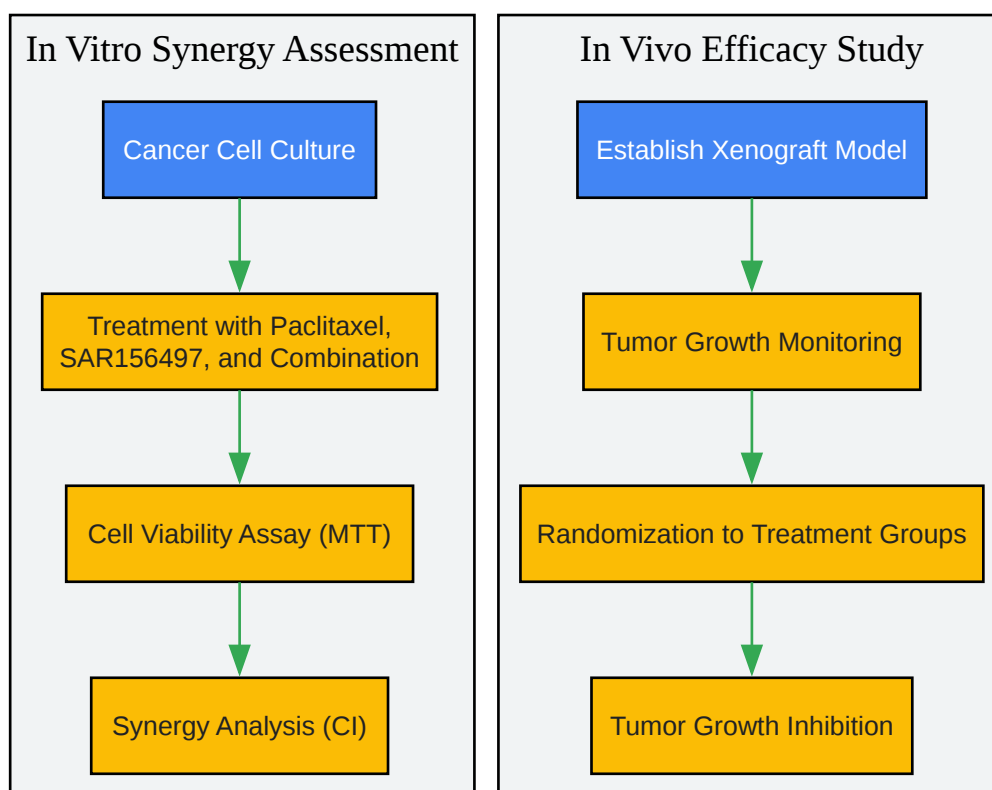 In Vitro Synergy Assessment
Cancer Cell Culture
Treatment with Paclitaxel,
SAR156497, and Combination
Cell Viability Assay (MTT)
Synergy Analysis (CI)
In Vivo Efficacy Study
Establish Xenograft Model
Tumor Growth Monitoring
Randomization to Treatment Groups
Tumor Growth Inhibition